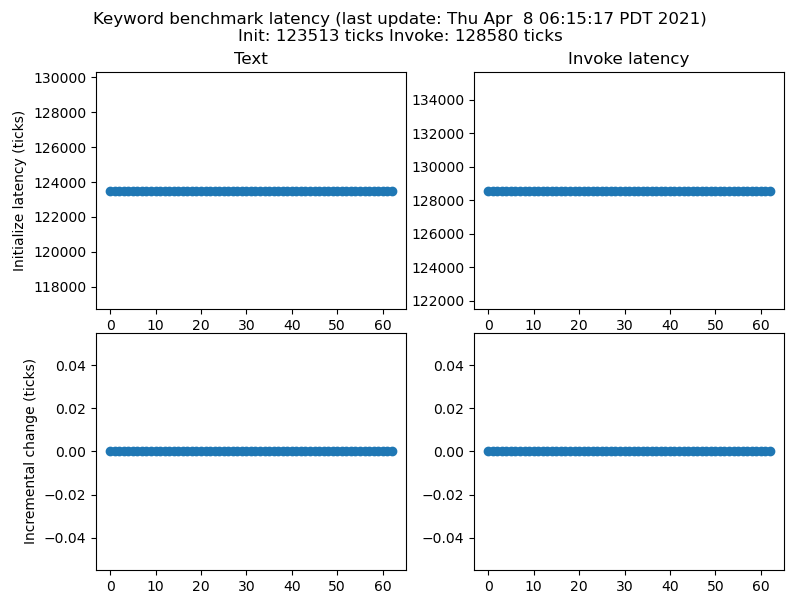 Keyword benchmark latency (last update: Thu Apr  8 06:15:17 PDT 2021)
Init: 123513 ticks Invoke: 128580 ticks
Text
Invoke latency
Initialize latency (ticks)
130000
128000
126000
124000
122000
120000
118000
0 10 20 30 40 50 60
134000
132000
130000
128000
126000
124000
122000
0 10 20 30 40 50 60
Incremental change (ticks)
0.04
0.02
0.00
−0.02
−0.04
0 10 20 30 40 50 60
0.04
0.02
0.00
−0.02
−0.04
0 10 20 30 40 50 60